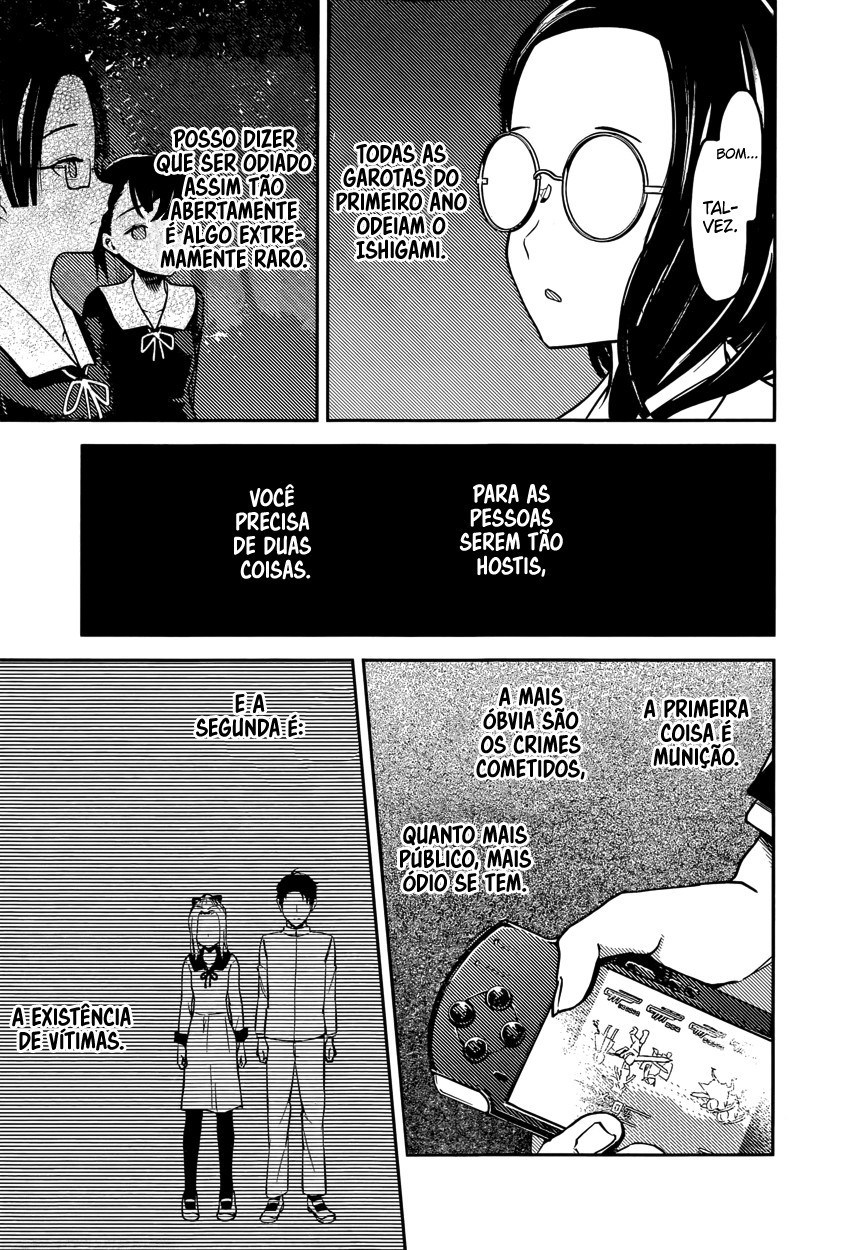 BOM...
TAL-
VEZ.
TODAS AS
GAROTAS DO
PRIMEIRO ANO
ODEIAM O
ISHIGAMI.
POSSO DIZER
QUE SER ODIADO
ASSIM TÃO
ABERTAMENTE
É ALGO EXTRE-
MAMENTE RARO.
PARA AS
PESSOAS
SEREM TÃO
HOSTIS,
VOCÊ
PRECISA
DE DUAS
COISAS.
A PRIMEIRA
COISA É
MUNIÇÃO.
A MAIS
ÓBVIA SÃO
OS CRIMES
COMETIDOS,
QUANTO MAIS
PÚBLICO, MAIS
ÓDIO SE TEM.
E A
SEGUNDA É:
A EXISTÊNCIA
DE VÍTIMAS.